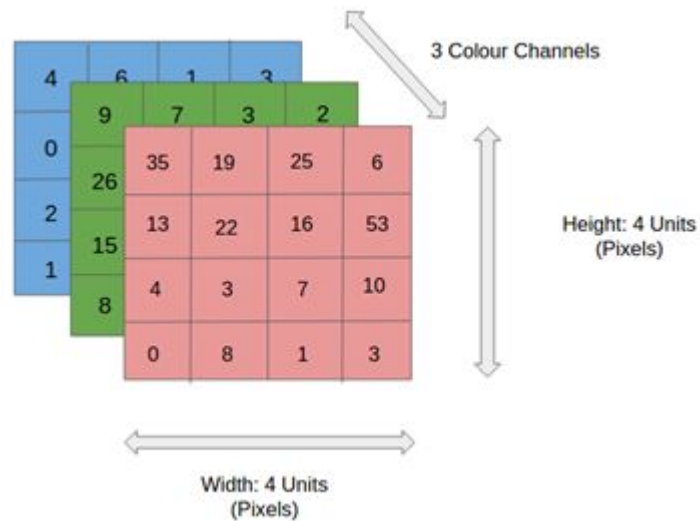 3 Colour Channels
4 6 1 3
9 7 3 2
0
35 19 25 6
26
2
13 22 16 53
Height: 4 Units
(Pixels)
15
1
4 3 7 10
8
0 8 1 3
Width: 4 Units
(Pixels)